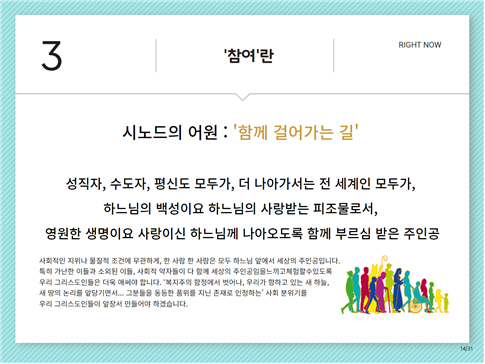 3
'참여'란
RIGHT NOW
시노드의 어원 : '함께 걸어가는 길'
성직자, 수도자, 평신도 모두가, 더 나아가서는 전 세계인 모두가,
하느님의 백성이요 하느님의 사랑받는 피조물로서,
영원한 생명이요 사랑이신 하느님께 나아오도록 함께 부르심 받은 주인공
사회적인 지위나 물질적 조건에 무관하게, 한 사람 한 사람은 모두 하느님 앞에서 세상의 주인공입니다.
특히 가난한 이들과 소외된 이들, 사회적 약자들이 다 함께 세상의 주인공임을느끼고체험할수있도록
우리 그리스도인들은 더욱 애써야 합니다. '복지주의 함정에서 벗어나, 우리가 향하고 있는 새 하늘,
새 땅의 논리를 앞당기면서... 그분들을 동등한 품위를 지닌 존재로 인정하는' 사회 분위기를
우리 그리스도인들이 앞장서 만들어야 하겠습니다.
14/31